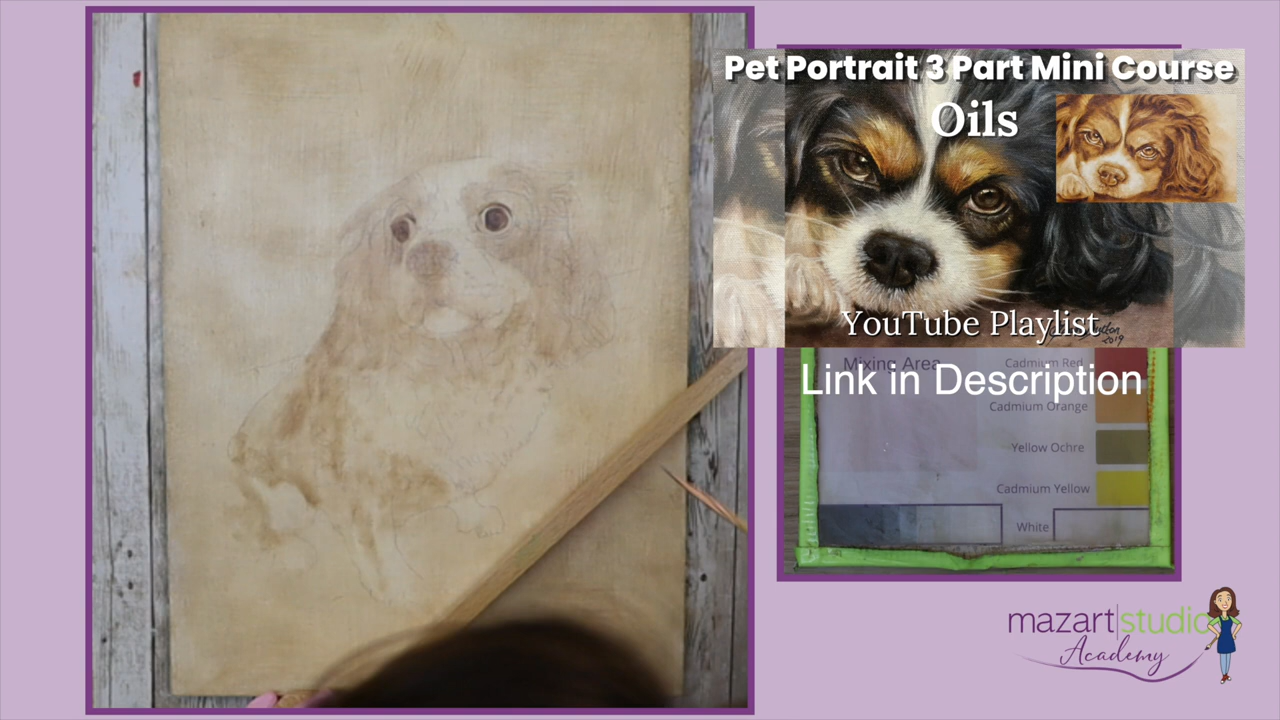 Pet Portrait 3 Part Mini Course
Oils
2019
YouTube Playlist
Link in Description
Mixing Area
Cadmium Red
Cadmium Orange
Yellow Ochre
Cadmium Yellow
White
mazart|studio
Academy